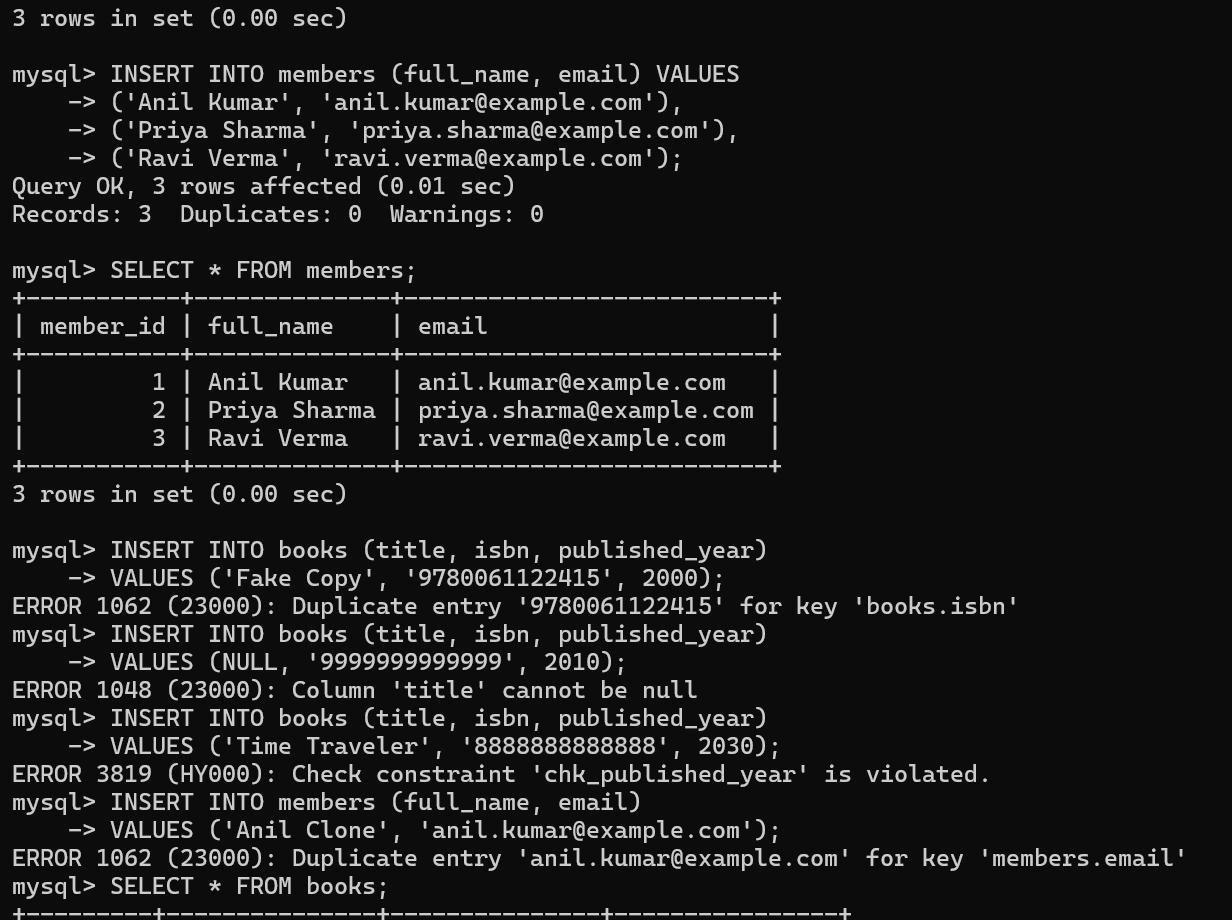 3 rows in set (0.00 sec)
mysql> INSERT INTO members (full_name, email) VALUES
    -> ('Anil Kumar', 'anil.kumar@example.com'),
    -> ('Priya Sharma', 'priya.sharma@example.com'),
    -> ('Ravi Verma', 'ravi.verma@example.com');
Query OK, 3 rows affected (0.01 sec)
Records: 3  Duplicates: 0  Warnings: 0
mysql> SELECT * FROM members;
+-----------+--------------+--------------------------+
| member_id | full_name    | email                    |
+-----------+--------------+--------------------------+
|         1 | Anil Kumar   | anil.kumar@example.com   |
|         2 | Priya Sharma | priya.sharma@example.com |
|         3 | Ravi Verma   | ravi.verma@example.com   |
+-----------+--------------+--------------------------+
3 rows in set (0.00 sec)
mysql> INSERT INTO books (title, isbn, published_year)
    -> VALUES ('Fake Copy', '9780061122415', 2000);
ERROR 1062 (23000): Duplicate entry '9780061122415' for key 'books.isbn'
mysql> INSERT INTO books (title, isbn, published_year)
    -> VALUES (NULL, '9999999999999', 2010);
ERROR 1048 (23000): Column 'title' cannot be null
mysql> INSERT INTO books (title, isbn, published_year)
    -> VALUES ('Time Traveler', '8888888888888', 2030);
ERROR 3819 (HY000): Check constraint 'chk_published_year' is violated.
mysql> INSERT INTO members (full_name, email)
    -> VALUES ('Anil Clone', 'anil.kumar@example.com');
ERROR 1062 (23000): Duplicate entry 'anil.kumar@example.com' for key 'members.email'
mysql> SELECT * FROM books;
+---------+---------------+---------------+----------------+